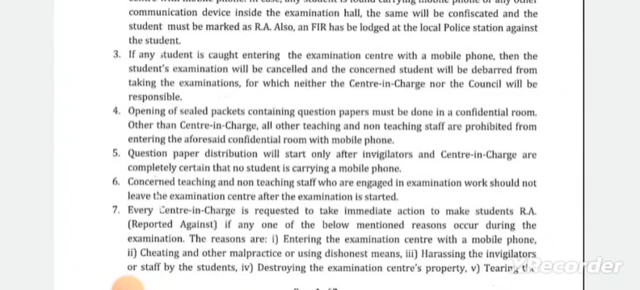 communication device inside the examination hall, the same will be confiscated and the
student must be marked as R.A. Also, an FIR has be lodged at the local Police station against
the student.
3. If any student is caught entering the examination centre with a mobile phone, then the
student's examination will be cancelled and the concerned student will be debarred from
taking the examinations, for which neither the Centre-in-Charge nor the Council will be
responsible.
4. Opening of sealed packets containing question papers must be done in a confidential room.
Other than Centre-in-Charge, all other teaching and non teaching staff are prohibited from
entering the aforesaid confidential room with mobile phone.
5. Question paper distribution will start only after invigilators and Centre-in-Charge are
completely certain that no student is carrying a mobile phone.
6. Concerned teaching and non teaching staff who are engaged in examination work should not
leave the examination centre after the examination is started.
7. Every Centre-in-Charge is requested to take immediate action to make students R.A.
(Reported Against) if any one of the below mentioned reasons occur during the
examination. The reasons are: i) Entering the examination centre with a mobile phone,
ii) Cheating and other malpractice or using dishonest means, iii) Harassing the invigilators
or staff by the students, iv) Destroying the examination centre's property, v) Tearing the
Recorder